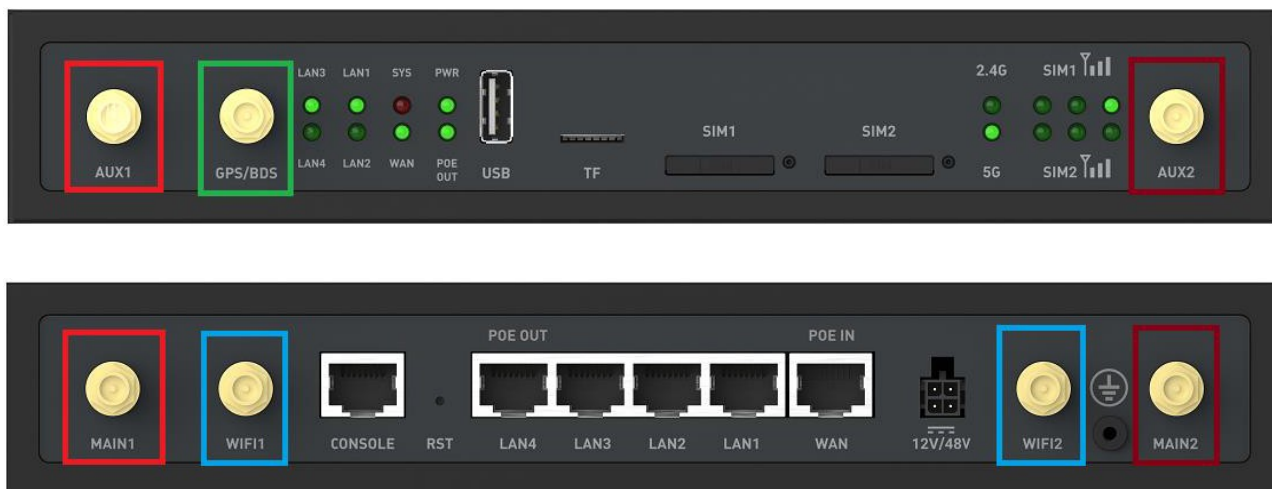 LAN3 LAN1 SYS PWR
2.4G SIM1
SIM1 SIM2
AUX1 GPS/BDS LAN4 LAN2 WAN POE OUT USB TF 5G SIM2 AUX2
POE OUT POE IN
MAIN1 WIFI1 CONSOLE RST LAN4 LAN3 LAN2 LAN1 WAN 12V/48V WIFI2 MAIN2